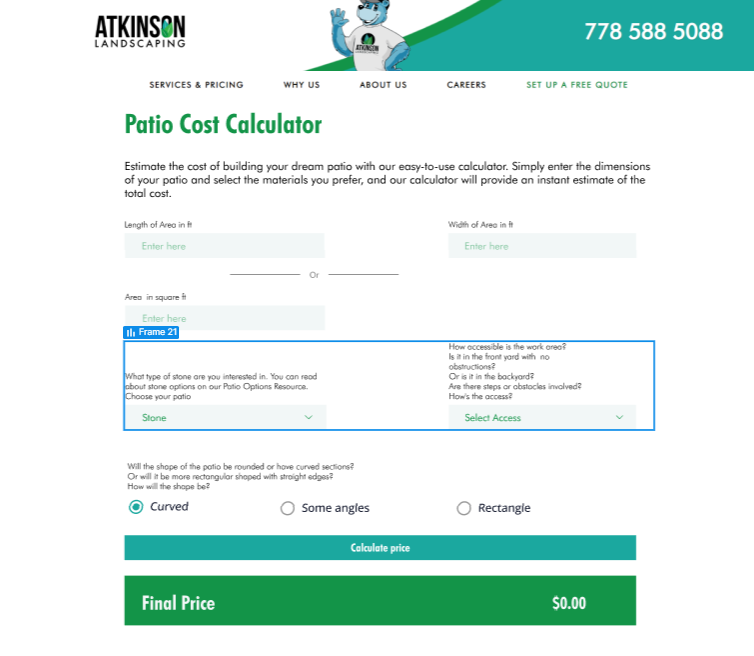 ATKINSON
LANDSCAPING
ATKINSON
778 588 5088
SERVICES & PRICING
WHY US
ABOUT US
CAREERS
SET UP A FREE QUOTE
Patio Cost Calculator
Estimate the cost of building your dream patio with our easy-to-use calculator. Simply enter the dimensions
of your patio and select the materials you prefer, and our calculator will provide an instant estimate of the
total cost.
Length of Area in ft
Width of Area in ft
Enter here
Enter here
Or
Area in square ft
Enter here
Frame 21
What type of stone are you interested in. You can read
about stone options on our Patio Options Resource.
Choose your patio
How accessible is the work area?
Is it in the front yard with no
obstructions?
Or is it in the backyard?
Are there steps or obstacles involved?
How's the access?
Stone
Select Access
Will the shape of the patio be rounded or have curved sections?
Or will it be more rectangular shaped with straight edges?
How will the shape be?
Curved
Some angles
Rectangle
Calculate price
Final Price
$0.00